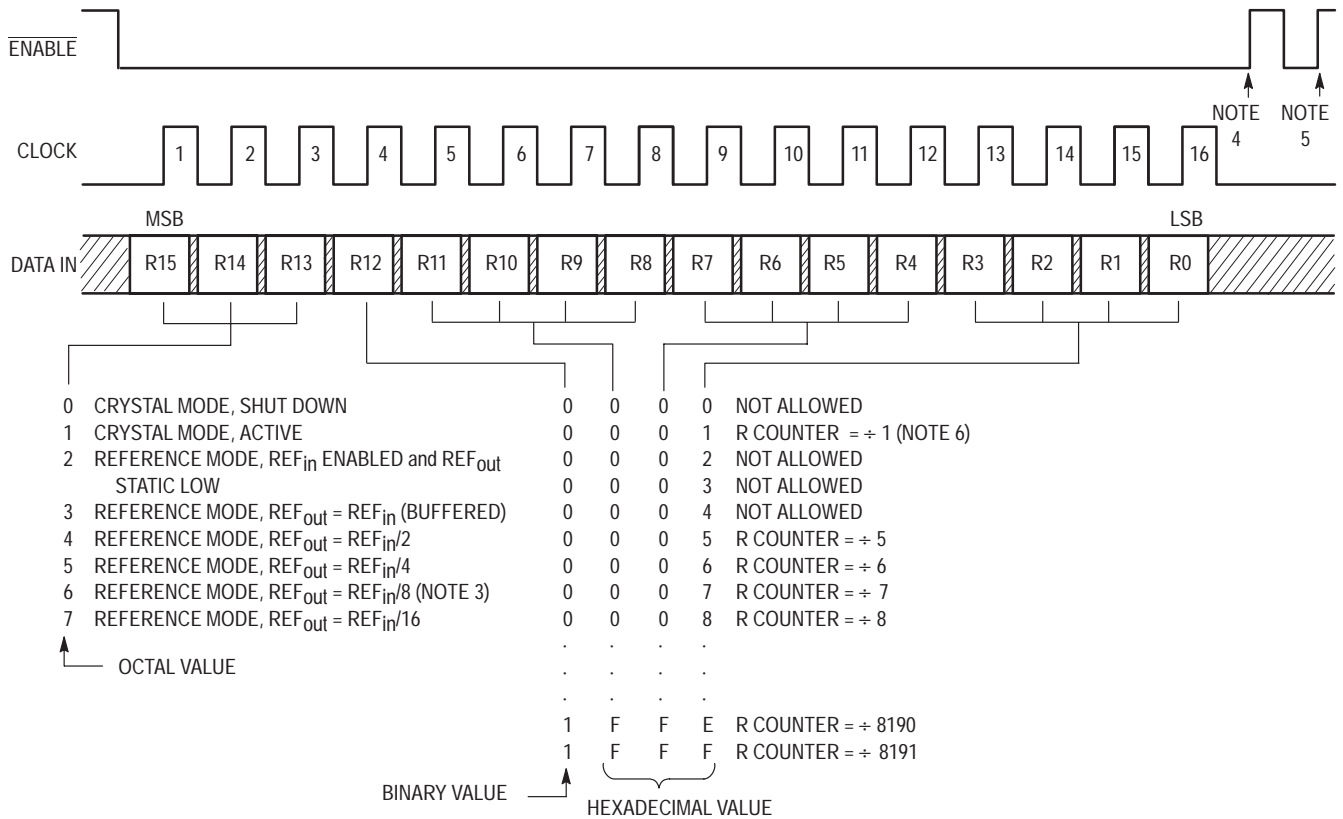 ENABLE
NOTE 4
NOTE 5
CLOCK
1 2 3 4 5 6 7 8 9 10 11 12 13 14 15 16
MSB
LSB
DATA IN
R15 R14 R13 R12 R11 R10 R9 R8 R7 R6 R5 R4 R3 R2 R1 R0
0 CRYSTAL MODE, SHUT DOWN
1 CRYSTAL MODE, ACTIVE
2 REFERENCE MODE, REFin ENABLED and REFout
STATIC LOW
3 REFERENCE MODE, REFout = REFin (BUFFERED)
4 REFERENCE MODE, REFout = REFin/2
5 REFERENCE MODE, REFout = REFin/4
6 REFERENCE MODE, REFout = REFin/8 (NOTE 3)
7 REFERENCE MODE, REFout = REFin/16
OCTAL VALUE
0 0 0 0 NOT ALLOWED
0 0 0 1 R COUNTER = ÷ 1 (NOTE 6)
0 0 0 2 NOT ALLOWED
0 0 0 3 NOT ALLOWED
0 0 0 4 NOT ALLOWED
0 0 0 5 R COUNTER = ÷ 5
0 0 0 6 R COUNTER = ÷ 6
0 0 0 7 R COUNTER = ÷ 7
0 0 0 8 R COUNTER = ÷ 8
. . . .
. . . .
. . . .
1 F F E R COUNTER = ÷ 8190
1 F F F R COUNTER = ÷ 8191
BINARY VALUE
HEXADECIMAL VALUE